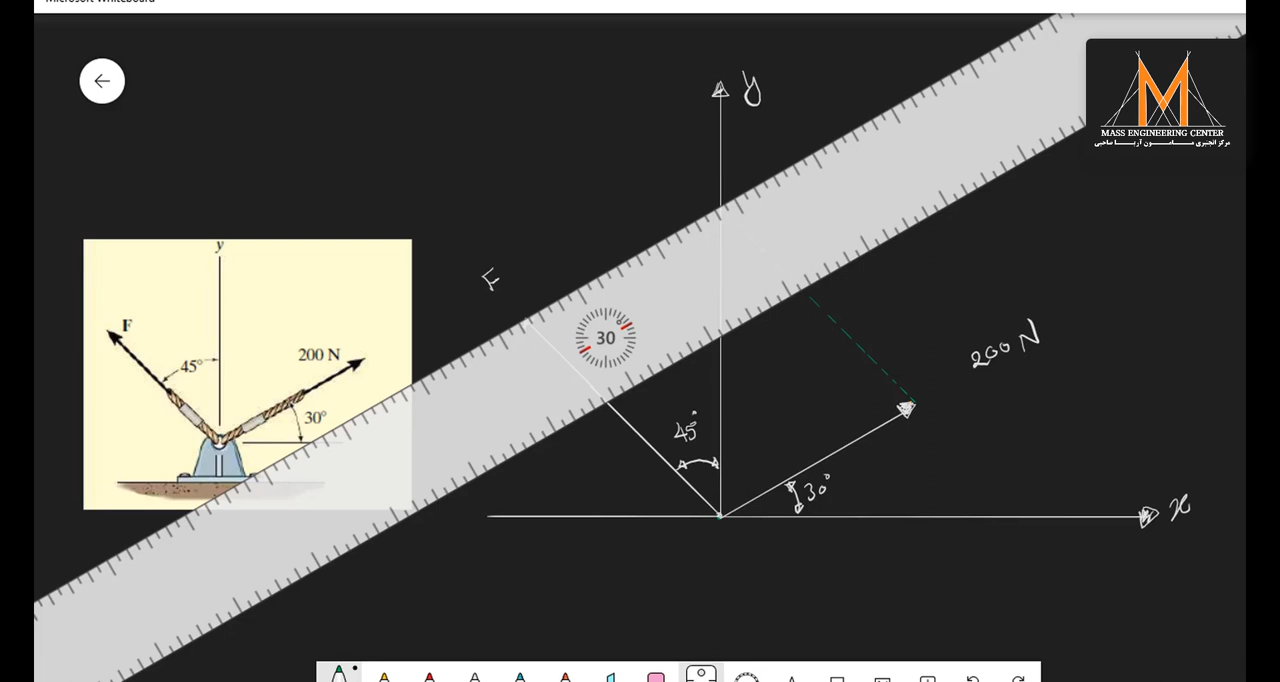 y
MASS ENGINEERING CENTER
y
F
F
30
200 N
200 N
45°
45°
30°
30°
x